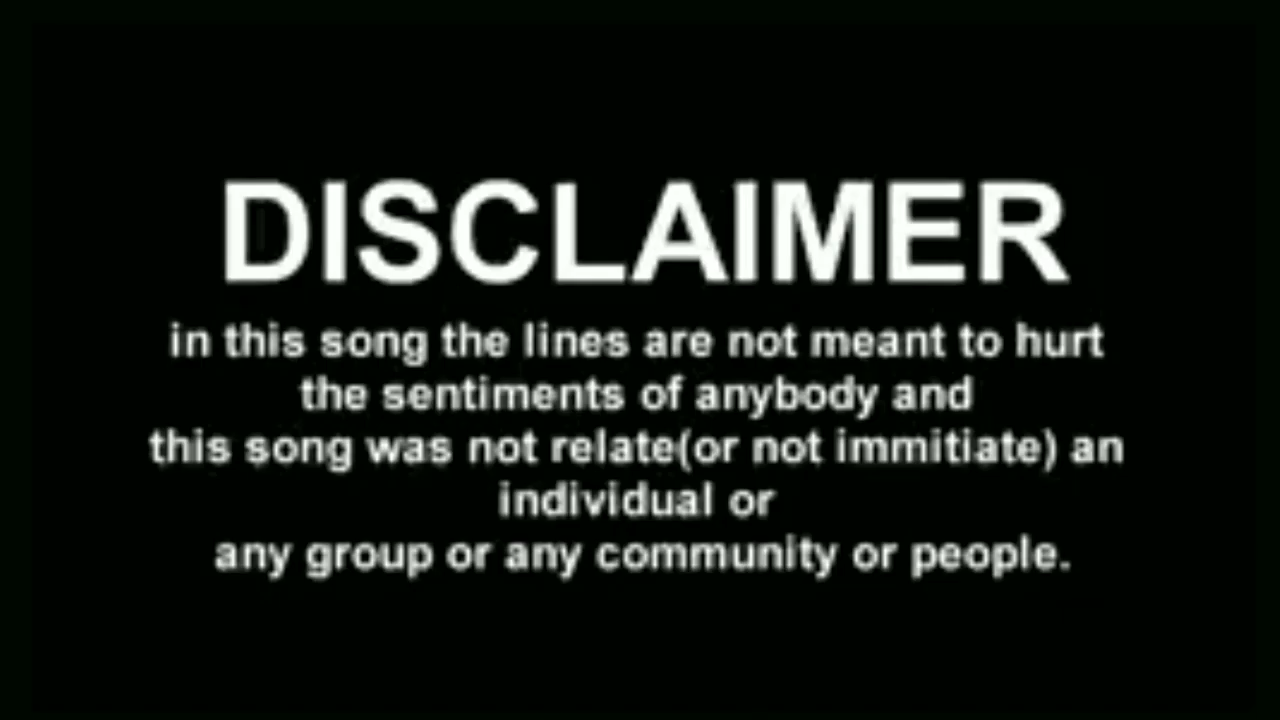 DISCLAIMER
in this song the lines are not meant to hurt
the sentiments of anybody and
this song was not relate(or not immitiate) an
individual or
any group or any community or people.